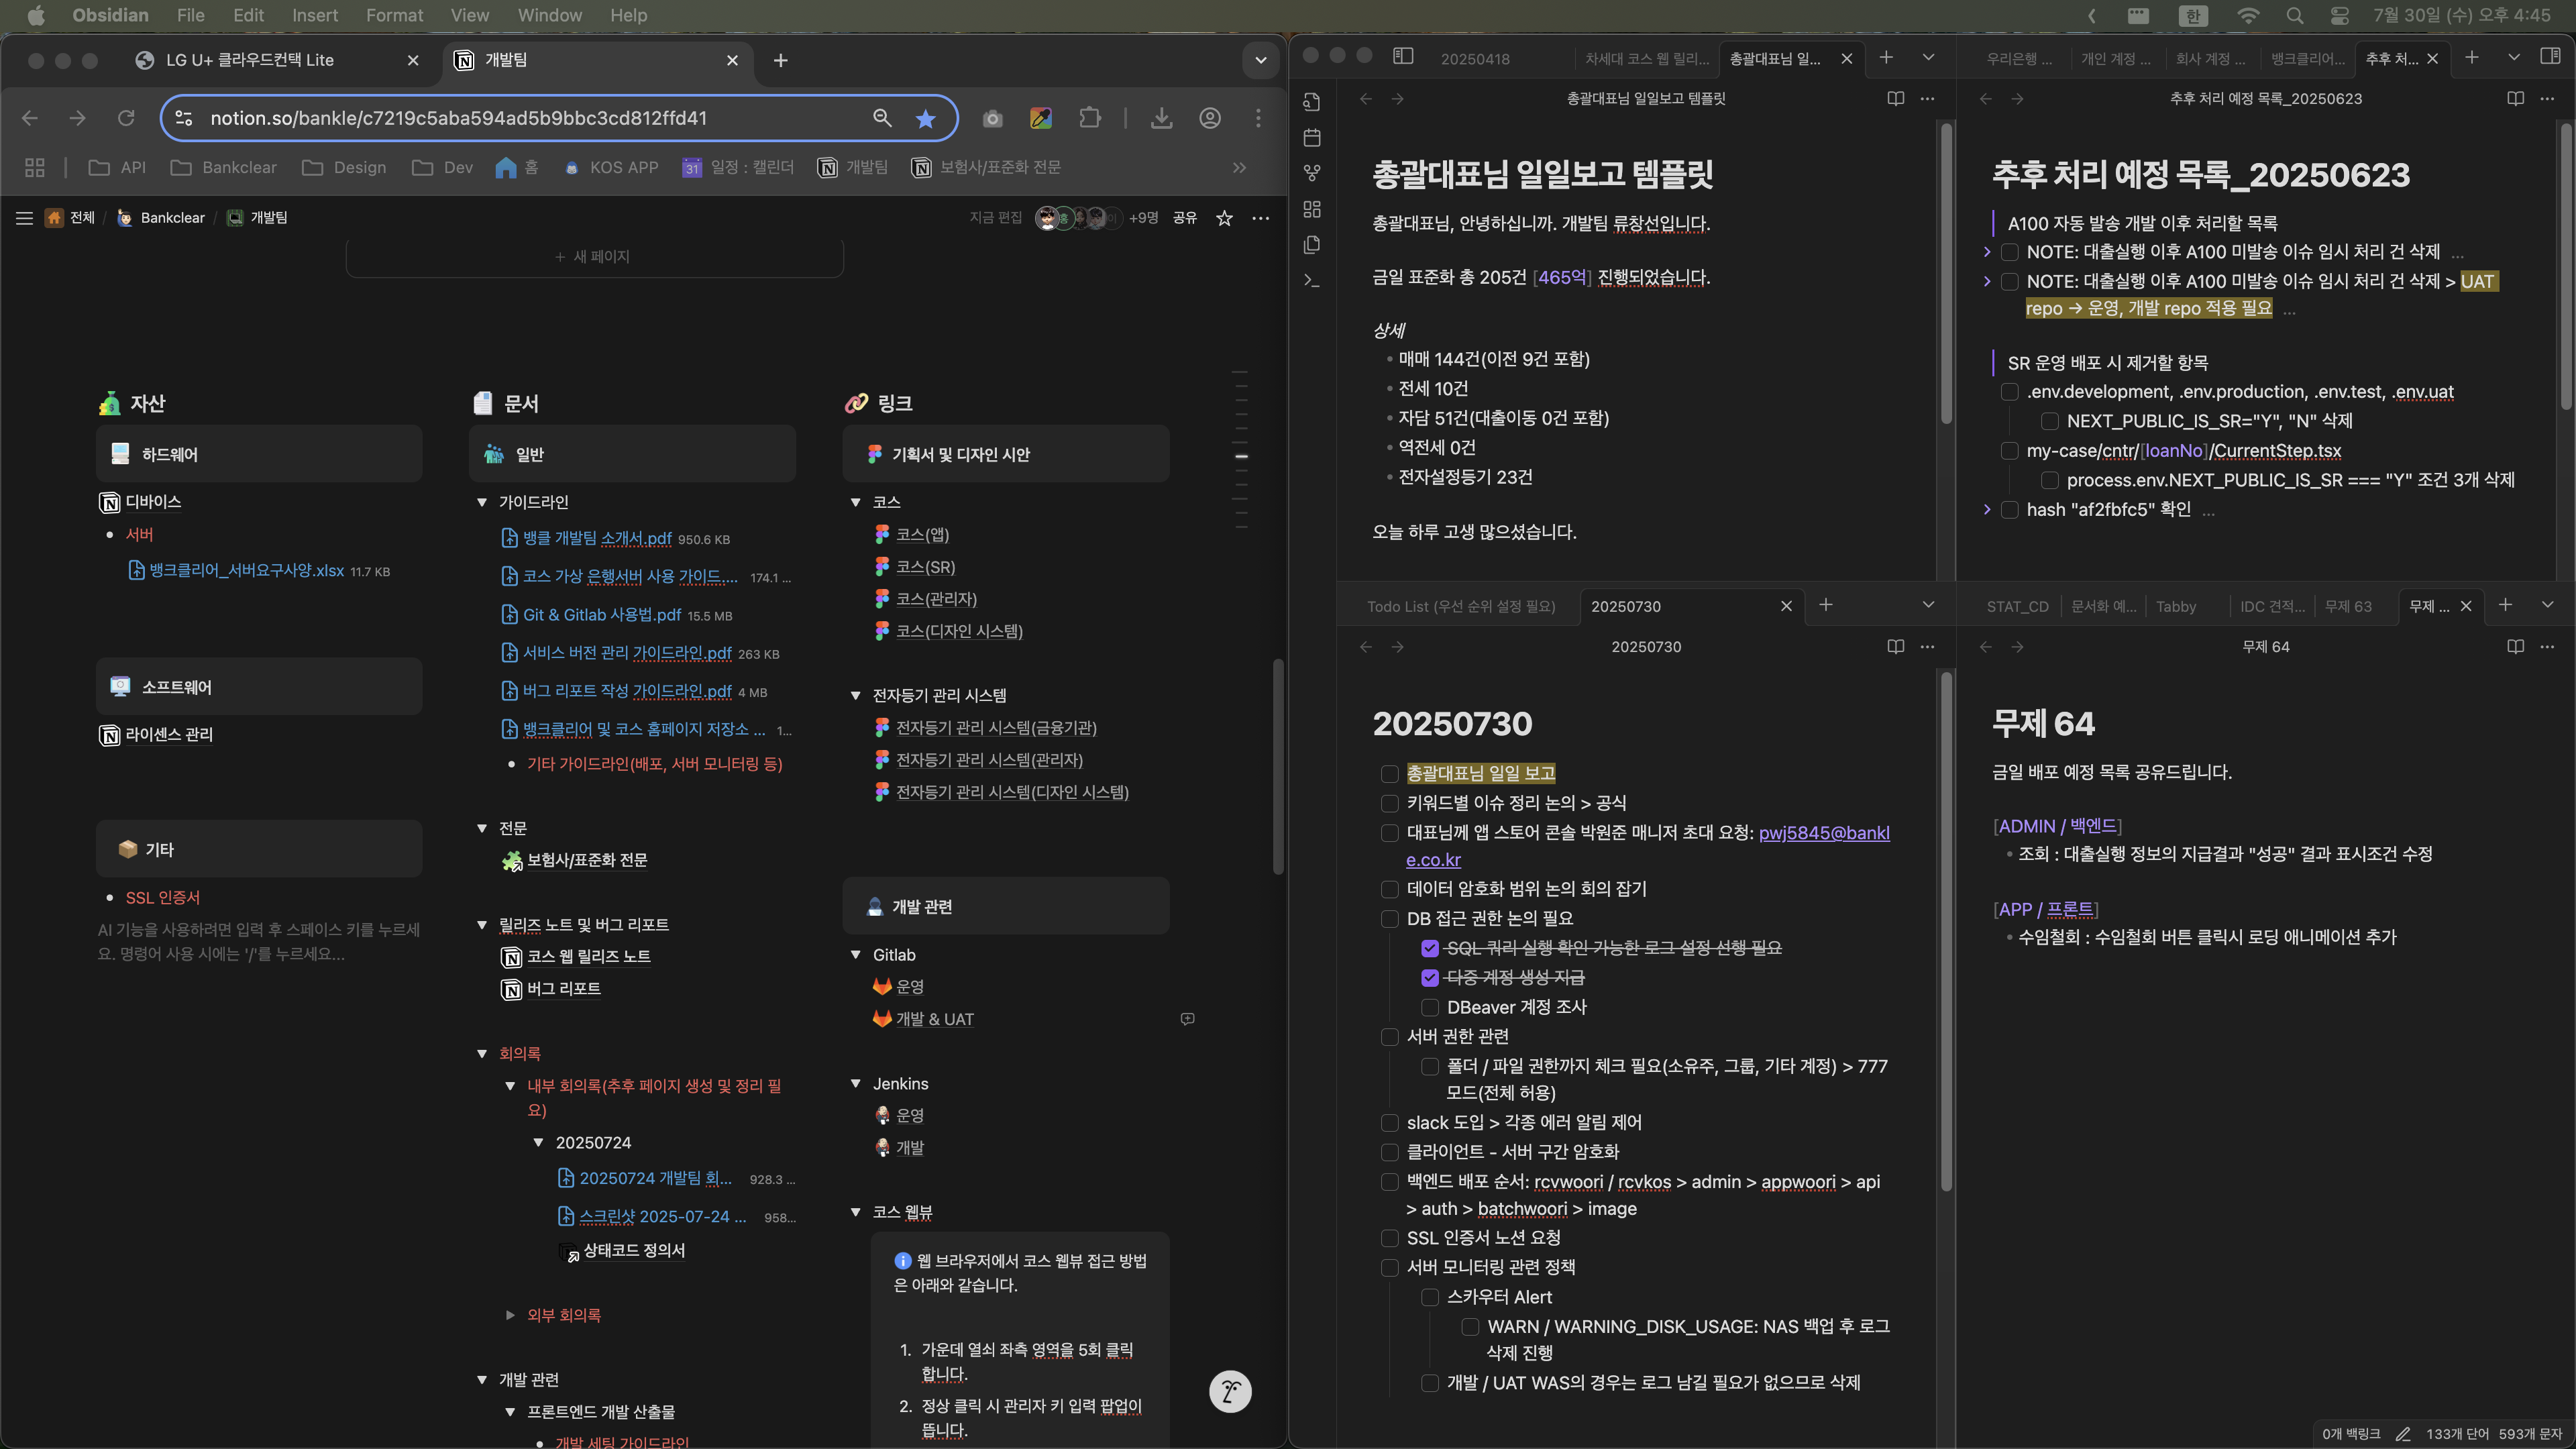 Obsidian File Edit Insert Format View Window Help
한 7월 30일 (수) 오후 4:45
LG U+ 클라우드컨택 Lite
개발팀
notion.so/bankle/c7219c5aba594ad5b9bbc3cd812ffd41
API Bankclear Design Dev 홈 KOS APP 31 일정 : 캘린더 개발팀 보험사/표준화 전문
전체 / Bankclear / 개발팀
지금 편집 +9명 공유
+ 새 페이지
자산
하드웨어
디바이스
서버
뱅크클리어_서버요구사양.xlsx 11.7 KB
소프트웨어
라이센스 관리
기타
SSL 인증서
AI 기능을 사용하려면 입력 후 스페이스 키를 누르세
요. 명령어 사용 시에는 '/'를 누르세요...
문서
일반
가이드라인
뱅클 개발팀 소개서.pdf 950.6 KB
코스 가상 은행서버 사용 가이드.... 174.1 ...
Git & Gitlab 사용법.pdf 15.5 MB
서비스 버전 관리 가이드라인.pdf 263 KB
버그 리포트 작성 가이드라인.pdf 4 MB
뱅크클리어 및 코스 홈페이지 저장소 ... 1...
기타 가이드라인(배포, 서버 모니터링 등)
전문
보험사/표준화 전문
릴리즈 노트 및 버그 리포트
코스 웹 릴리즈 노트
버그 리포트
회의록
내부 회의록(추후 페이지 생성 및 정리 필
요)
20250724
20250724 개발팀 회... 928.3 ...
스크린샷 2025-07-24 ... 958...
상태코드 정의서
외부 회의록
개발 관련
프론트엔드 개발 산출물
개발 세팅 가이드라인
링크
기획서 및 디자인 시안
코스
코스(앱)
코스(SR)
코스(관리자)
코스(디자인 시스템)
전자등기 관리 시스템
전자등기 관리 시스템(금융기관)
전자등기 관리 시스템(관리자)
전자등기 관리 시스템(디자인 시스템)
개발 관련
Gitlab
운영
개발 & UAT
Jenkins
운영
개발
코스 웹뷰
웹 브라우저에서 코스 웹뷰 접근 방법
은 아래와 같습니다.
1. 가운데 열쇠 좌측 영역을 5회 클릭
합니다.
2. 정상 클릭 시 관리자 키 입력 팝업이
뜹니다.
20250418 차세대 코스 웹 릴리... 총괄대표님 일...
총괄대표님 일일보고 템플릿
총괄대표님 일일보고 템플릿
총괄대표님, 안녕하십니까. 개발팀 류창선입니다.
금일 표준화 총 205건 [465억] 진행되었습니다.
상세
매매 144건(이전 9건 포함)
전세 10건
자담 51건(대출이동 0건 포함)
역전세 0건
전자설정등기 23건
오늘 하루 고생 많으셨습니다.
우리은행 ... 개인 계정 ... 회사 계정 ... 뱅크클리어... 추후 처...
추후 처리 예정 목록_20250623
추후 처리 예정 목록_20250623
A100 자동 발송 개발 이후 처리할 목록
NOTE: 대출실행 이후 A100 미발송 이슈 임시 처리 건 삭제 ...
NOTE: 대출실행 이후 A100 미발송 이슈 임시 처리 건 삭제 > UAT
repo → 운영, 개발 repo 적용 필요 ...
SR 운영 배포 시 제거할 항목
.env.development, .env.production, .env.test, .env.uat
NEXT_PUBLIC_IS_SR="Y", "N" 삭제
my-case/cntr/[loanNo]/CurrentStep.tsx
process.env.NEXT_PUBLIC_IS_SR === "Y" 조건 3개 삭제
hash "af2fbfc5" 확인 ...
Todo List (우선 순위 설정 필요) 20250730
20250730
20250730
총괄대표님 일일 보고
키워드별 이슈 정리 논의 > 공식
대표님께 앱 스토어 콘솔 박원준 매니저 초대 요청: pwj5845@bankl
e.co.kr
데이터 암호화 범위 논의 회의 잡기
DB 접근 권한 논의 필요
SQL 쿼리 실행 확인 가능한 로그 설정 선행 필요
다중 계정 생성 지급
DBeaver 계정 조사
서버 권한 관련
폴더 / 파일 권한까지 체크 필요(소유주, 그룹, 기타 계정) > 777
모드(전체 허용)
slack 도입 > 각종 에러 알림 제어
클라이언트 - 서버 구간 암호화
백엔드 배포 순서: rcvwoori / rcvkos > admin > appwoori > api
> auth > batchwoori > image
SSL 인증서 노션 요청
서버 모니터링 관련 정책
스카우터 Alert
WARN / WARNING_DISK_USAGE: NAS 백업 후 로그
삭제 진행
개발 / UAT WAS의 경우는 로그 남길 필요가 없으므로 삭제
STAT_CD 문서화 예... Tabby IDC 견적... 무제 63 무제 ...
무제 64
무제 64
금일 배포 예정 목록 공유드립니다.
[ADMIN / 백엔드]
조회 : 대출실행 정보의 지급결과 "성공" 결과 표시조건 수정
[APP / 프론트]
수임철회 : 수임철회 버튼 클릭시 로딩 애니메이션 추가
0개 백링크 133개 단어 593개 문자